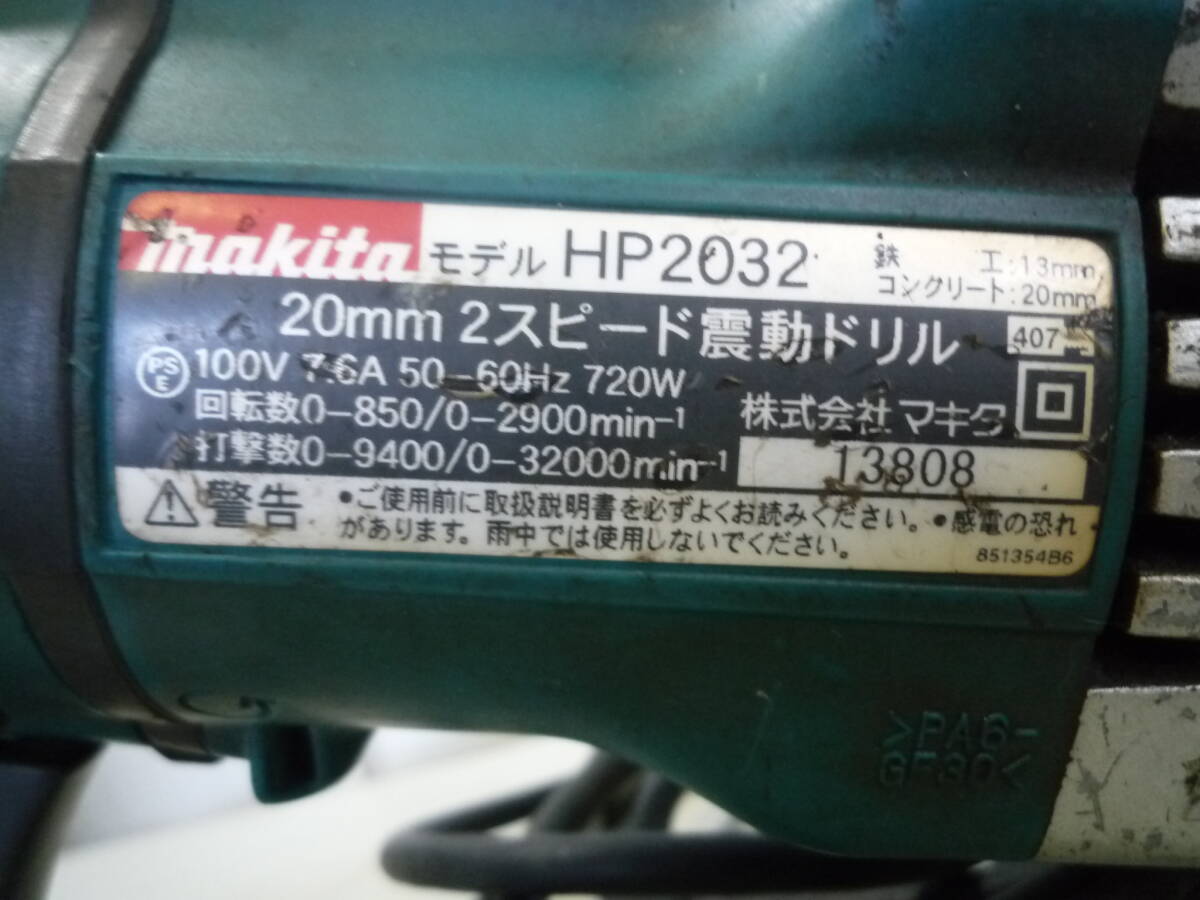 makita モデル HP2032 鉄 工:13mm
コンクリート:20mm
20mm 2スピード震動ドリル 407
PSE 100V 7.6A 50-60Hz 720W
回転数0-850/0-2900min-1 株式会社 マキタ
打撃数0-9400/0-32000min-1 13808
警告 •ご使用前に取扱説明書を必ずよくお読みください。•感電の恐れ
があります。雨中では使用しないでください。 851354B6
>PA6-
GF30<